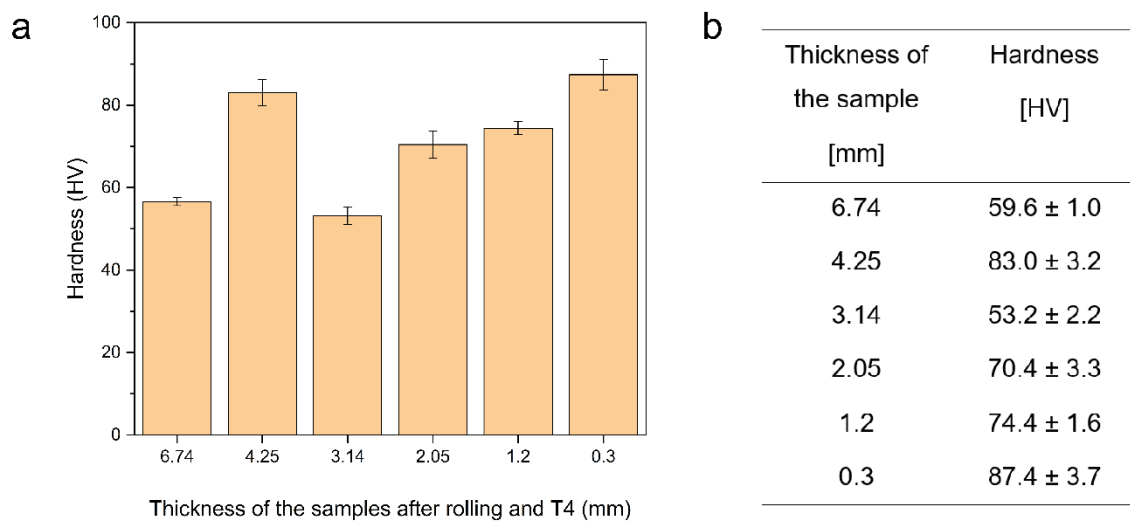 a
100
80
60
40
20
0
Hardness (HV)
6.74 4.25 3.14 2.05 1.2 0.3
Thickness of the samples after rolling and T4 (mm)
b
Thickness of Hardness
the sample [HV]
[mm]
6.74 59.6 ± 1.0
4.25 83.0 ± 3.2
3.14 53.2 ± 2.2
2.05 70.4 ± 3.3
1.2 74.4 ± 1.6
0.3 87.4 ± 3.7